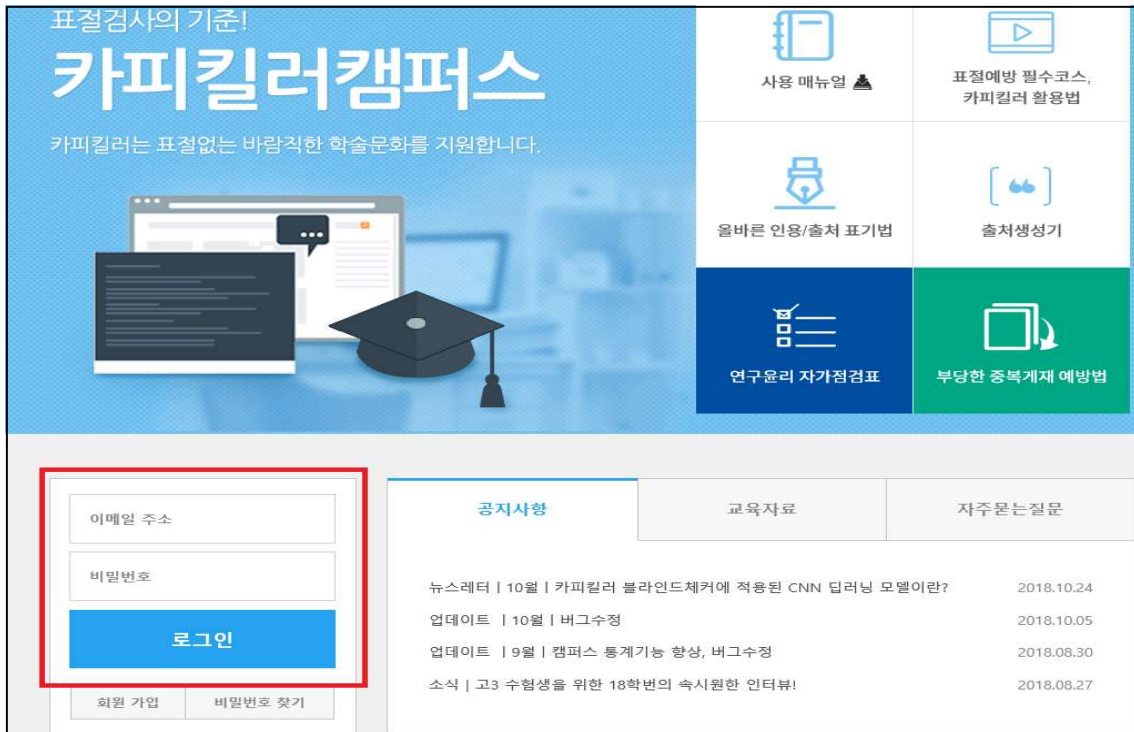 표절검사의 기준!
카피킬러캠퍼스
카피킬러는 표절없는 바람직한 학술문화를 지원합니다.
사용 매뉴얼
표절예방 필수코스,
카피킬러 활용법
올바른 인용/출처 표기법
출처생성기
연구윤리 자가점검표
부당한 중복게재 예방법
이메일 주소
비밀번호
로그인
회원 가입
비밀번호 찾기
공지사항
교육자료
자주묻는질문
뉴스레터 | 10월 | 카피킬러 블라인드체커에 적용된 CNN 딥러닝 모델이란? 2018.10.24
업데이트 | 10월 | 버그수정 2018.10.05
업데이트 | 9월 | 캠퍼스 통계기능 향상, 버그수정 2018.08.30
소식 | 고3 수험생을 위한 18학번의 속시원한 인터뷰! 2018.08.27